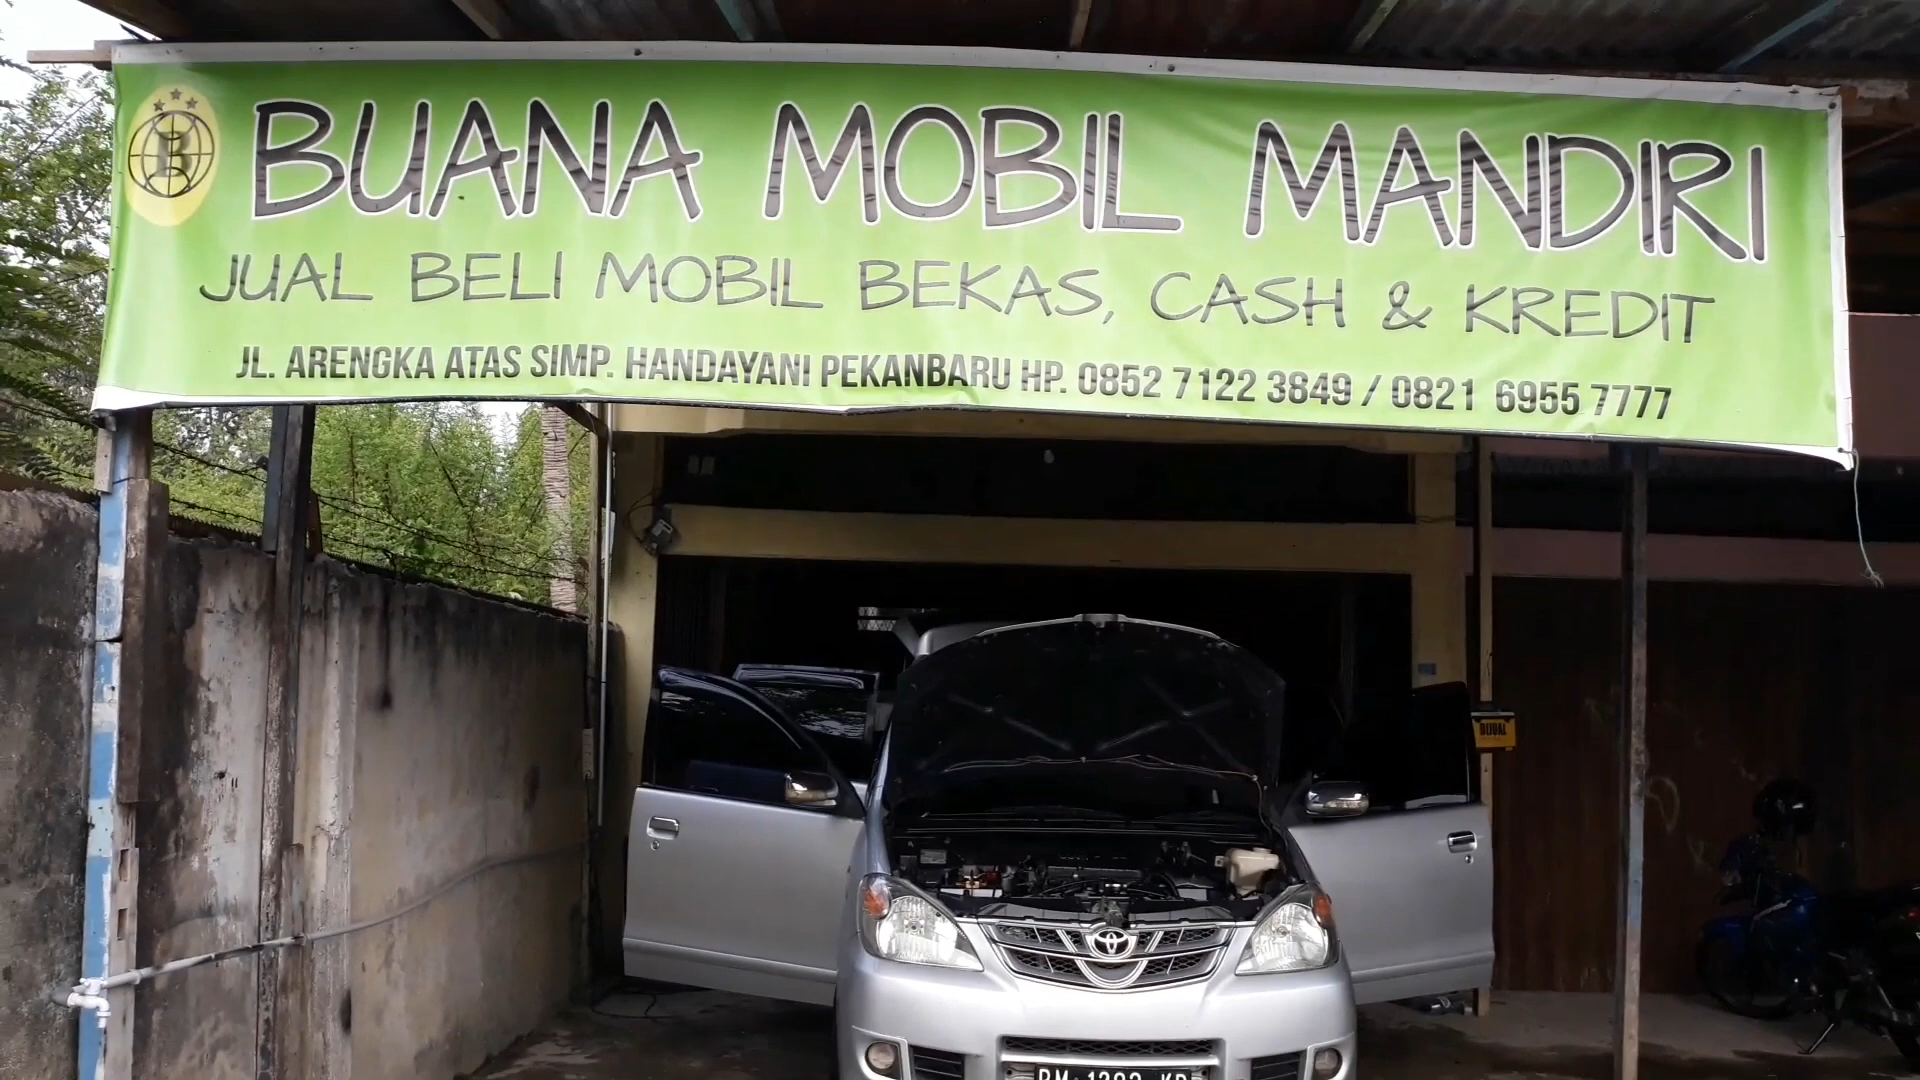 BUANA MOBIL MANDIRI
JUAL BELI MOBIL BEKAS, CASH & KREDIT
JL. ARENGKA ATAS SIMP. HANDAYANI PEKANBARU HP. 0852 7122 3849 / 0821 6955 7777
DIJUAL